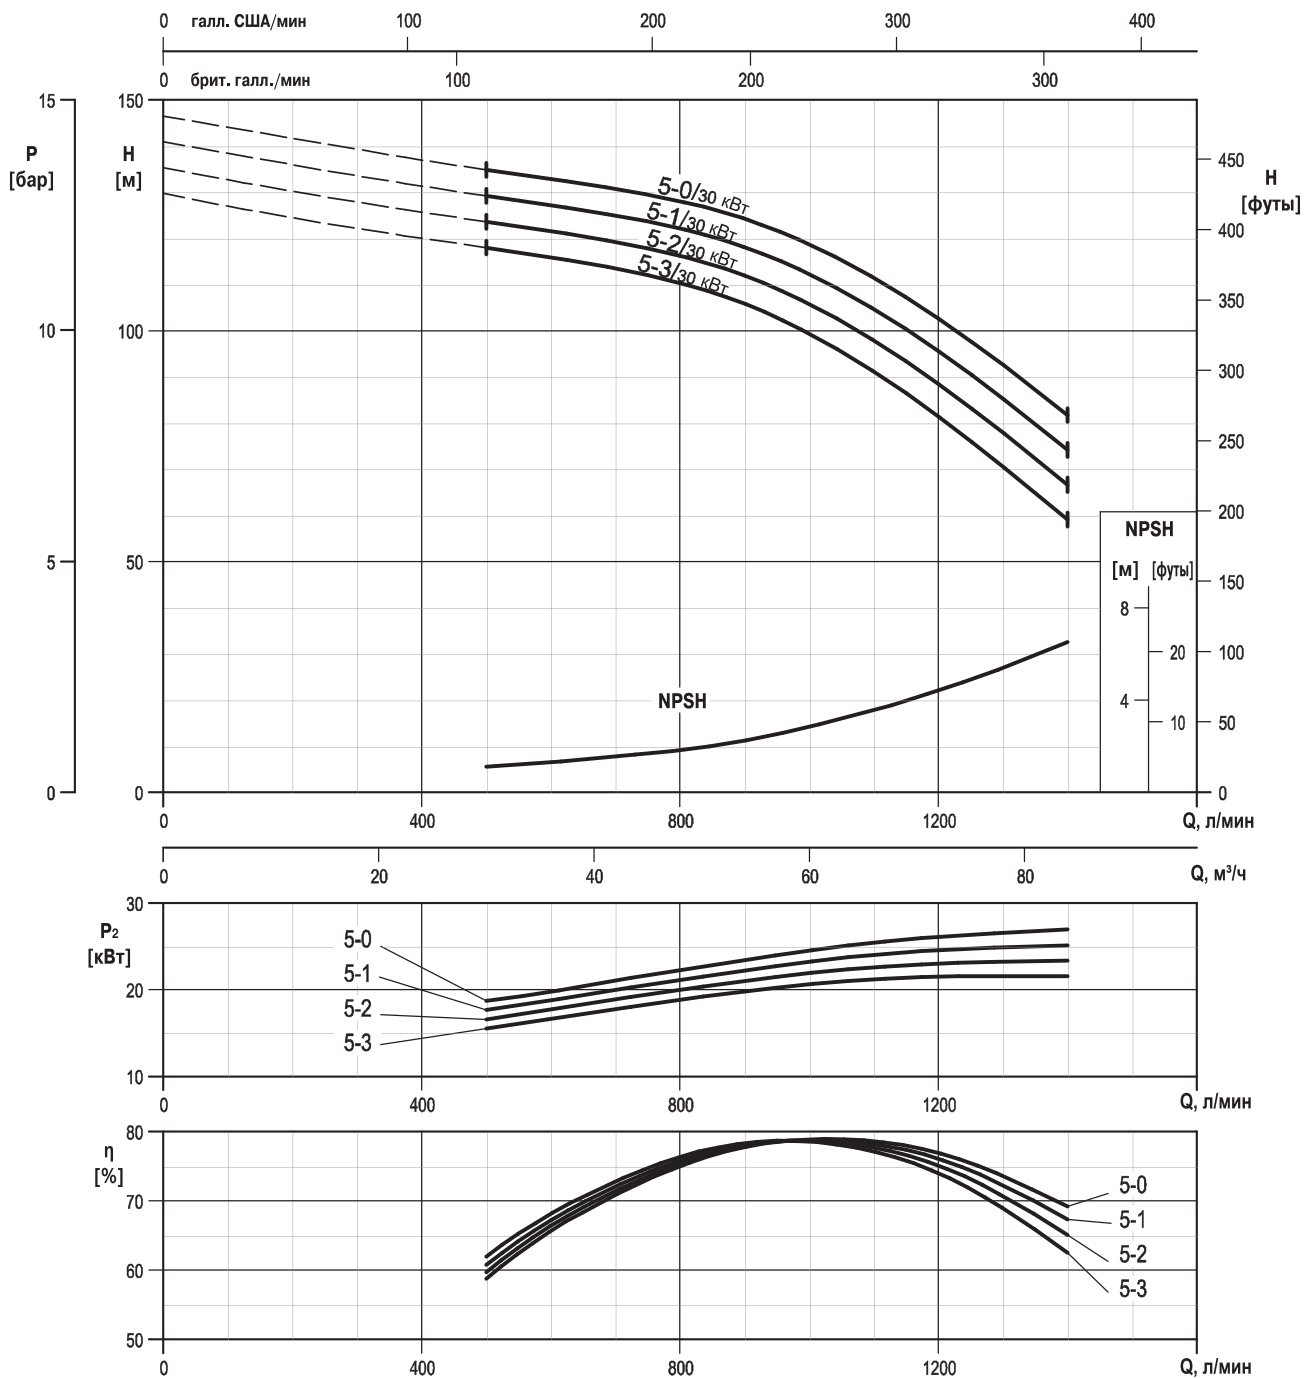 0 галл. США/мин 100 200 300 400
0 брит. галл./мин 100 200 300
15 150
P H
[бар] [м]
450
H
[футы]
5-0/30 кВт
5-1/30 кВт
5-2/30 кВт
5-3/30 кВт
400
350
10 100
300
250
200
NPSH
[м] [футы]
5 50
150
8
20 100
NPSH
4
10 50
0 0 0
0 400 800 1200 Q, л/мин
0 20 40 60 80 Q, м³/ч
30
P₂
[кВт]
5-0
5-1
20
5-2
5-3
10
0 400 800 1200 Q, л/мин
80
η
[%]
5-0
70
5-1
5-2
60
5-3
50
0 400 800 1200 Q, л/мин